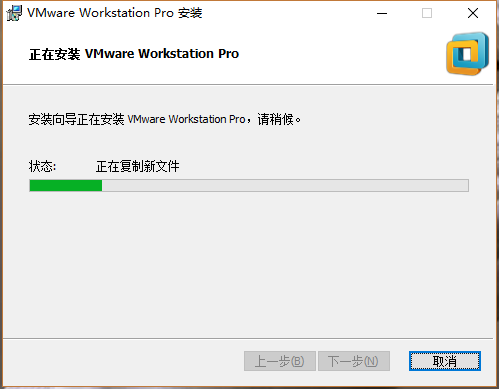 VMware Workstation Pro 安装
正在安装 VMware Workstation Pro
安装向导正在安装 VMware Workstation Pro，请稍候。
状态: 正在复制新文件
上一步(B) 下一步(N) 取消